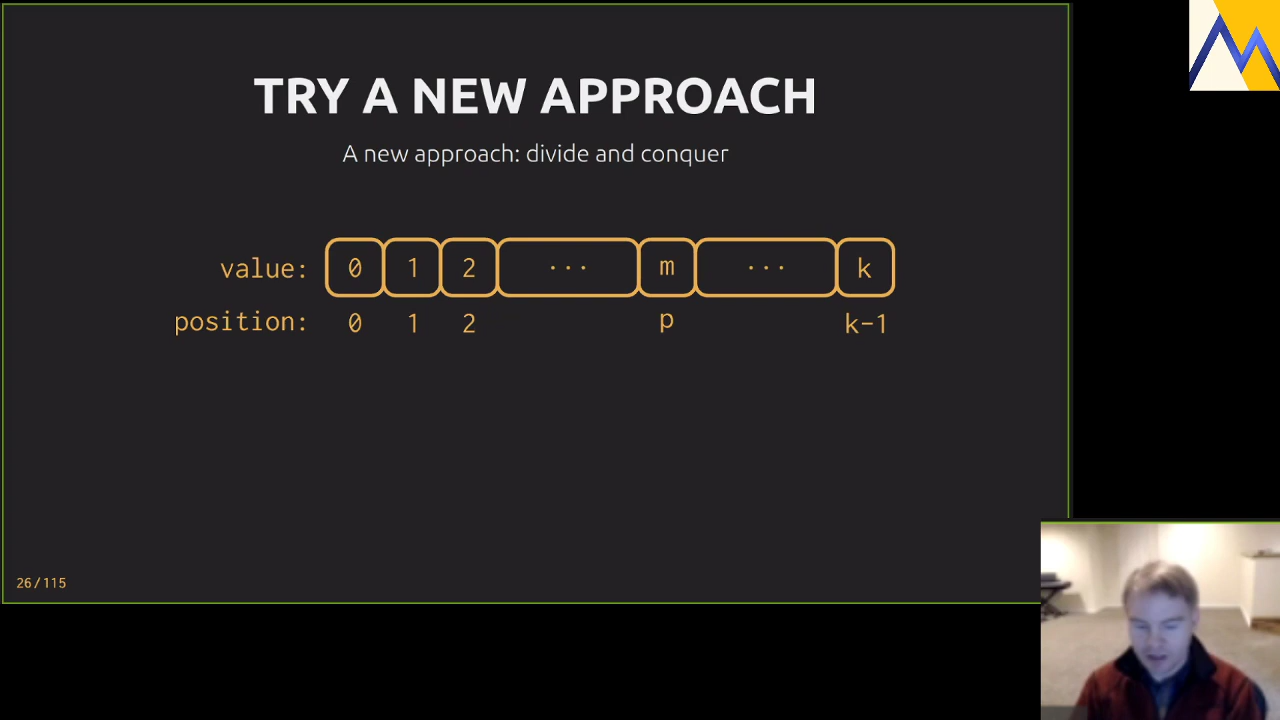 TRY A NEW APPROACH
A new approach: divide and conquer
value: 0 1 2 ... m ... k
position: 0 1 2 p k-1
26/115